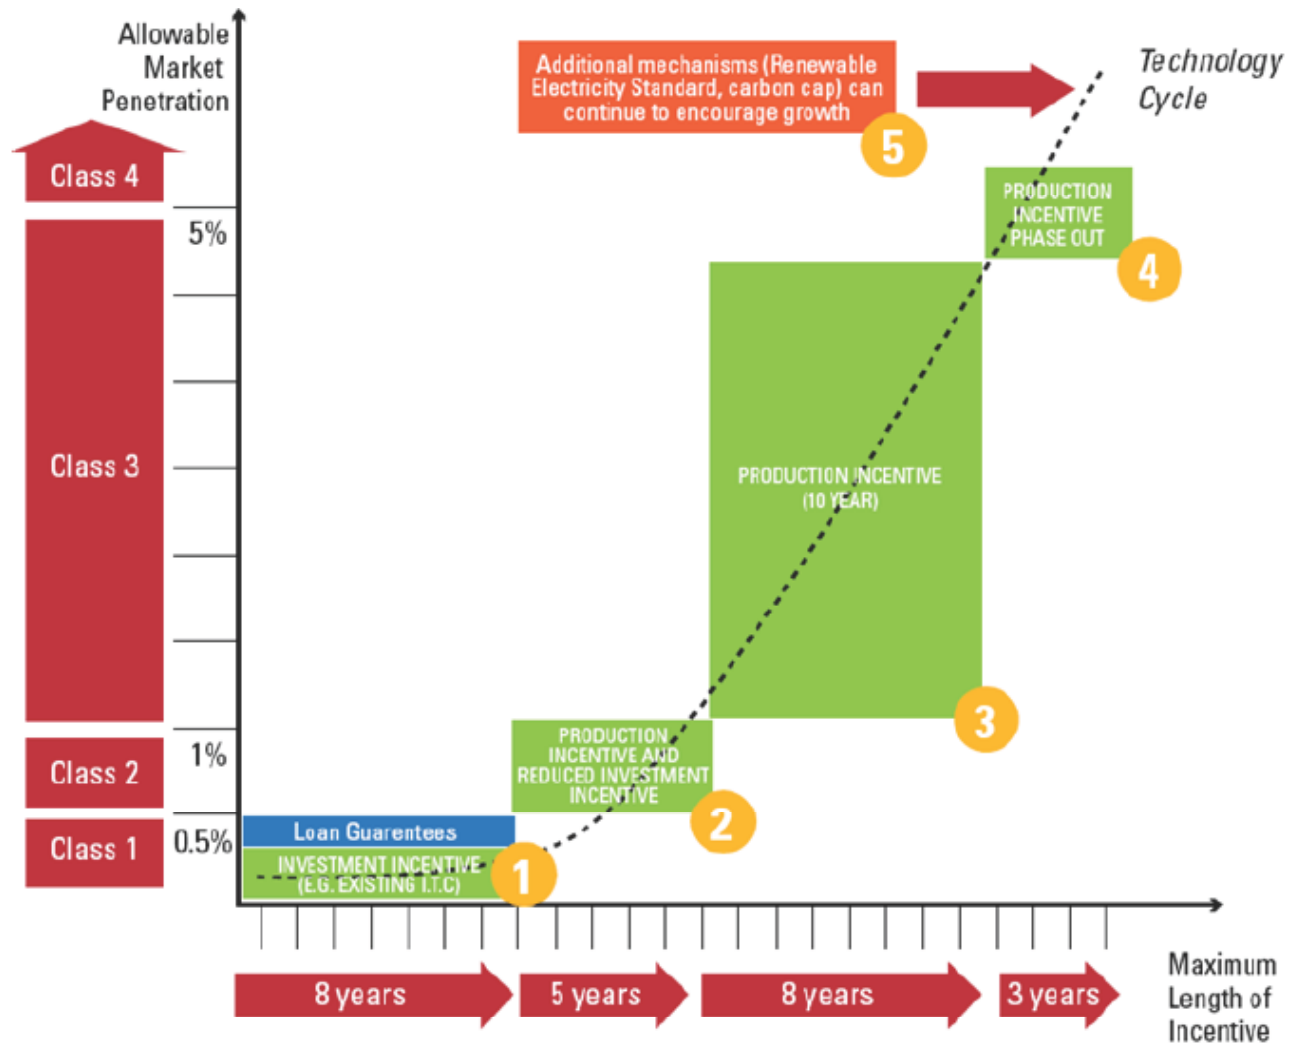 Allowable
Market
Penetration
Class 4
Class 3
Class 2
Class 1
5%
1%
0.5%
Additional mechanisms (Renewable
Electricity Standard, carbon cap) can
continue to encourage growth
5
Technology
Cycle
PRODUCTION
INCENTIVE
PHASE OUT
4
PRODUCTION INCENTIVE
(10 YEAR)
3
PRODUCTION
INCENTIVE AND
REDUCED INVESTMENT
INCENTIVE
2
Loan Guarentees
INVESTMENT INCENTIVE
(E.G. EXISTING I.T.C)
1
8 years
5 years
8 years
3 years
Maximum
Length of
Incentive